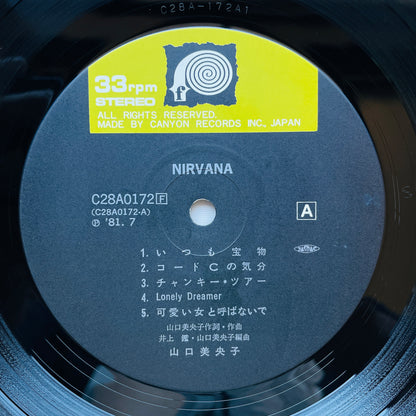 C28A-172A1
33rpm
STEREO
f
ALL RIGHTS RESERVED.
MADE BY CANYON RECORDS INC., JAPAN
NIRVANA
C28A0172 F
(C28A0172-A)
Ⓟ '81. 7
A
JASRAC
1. いつも宝物
2. コードCの気分
3. チャンキー・ツアー
4. Lonely Dreamer
5. 可愛い女と呼ばないで
山口美央子作詞・作曲
井上 鑑・山口美央子編曲
山口美央子